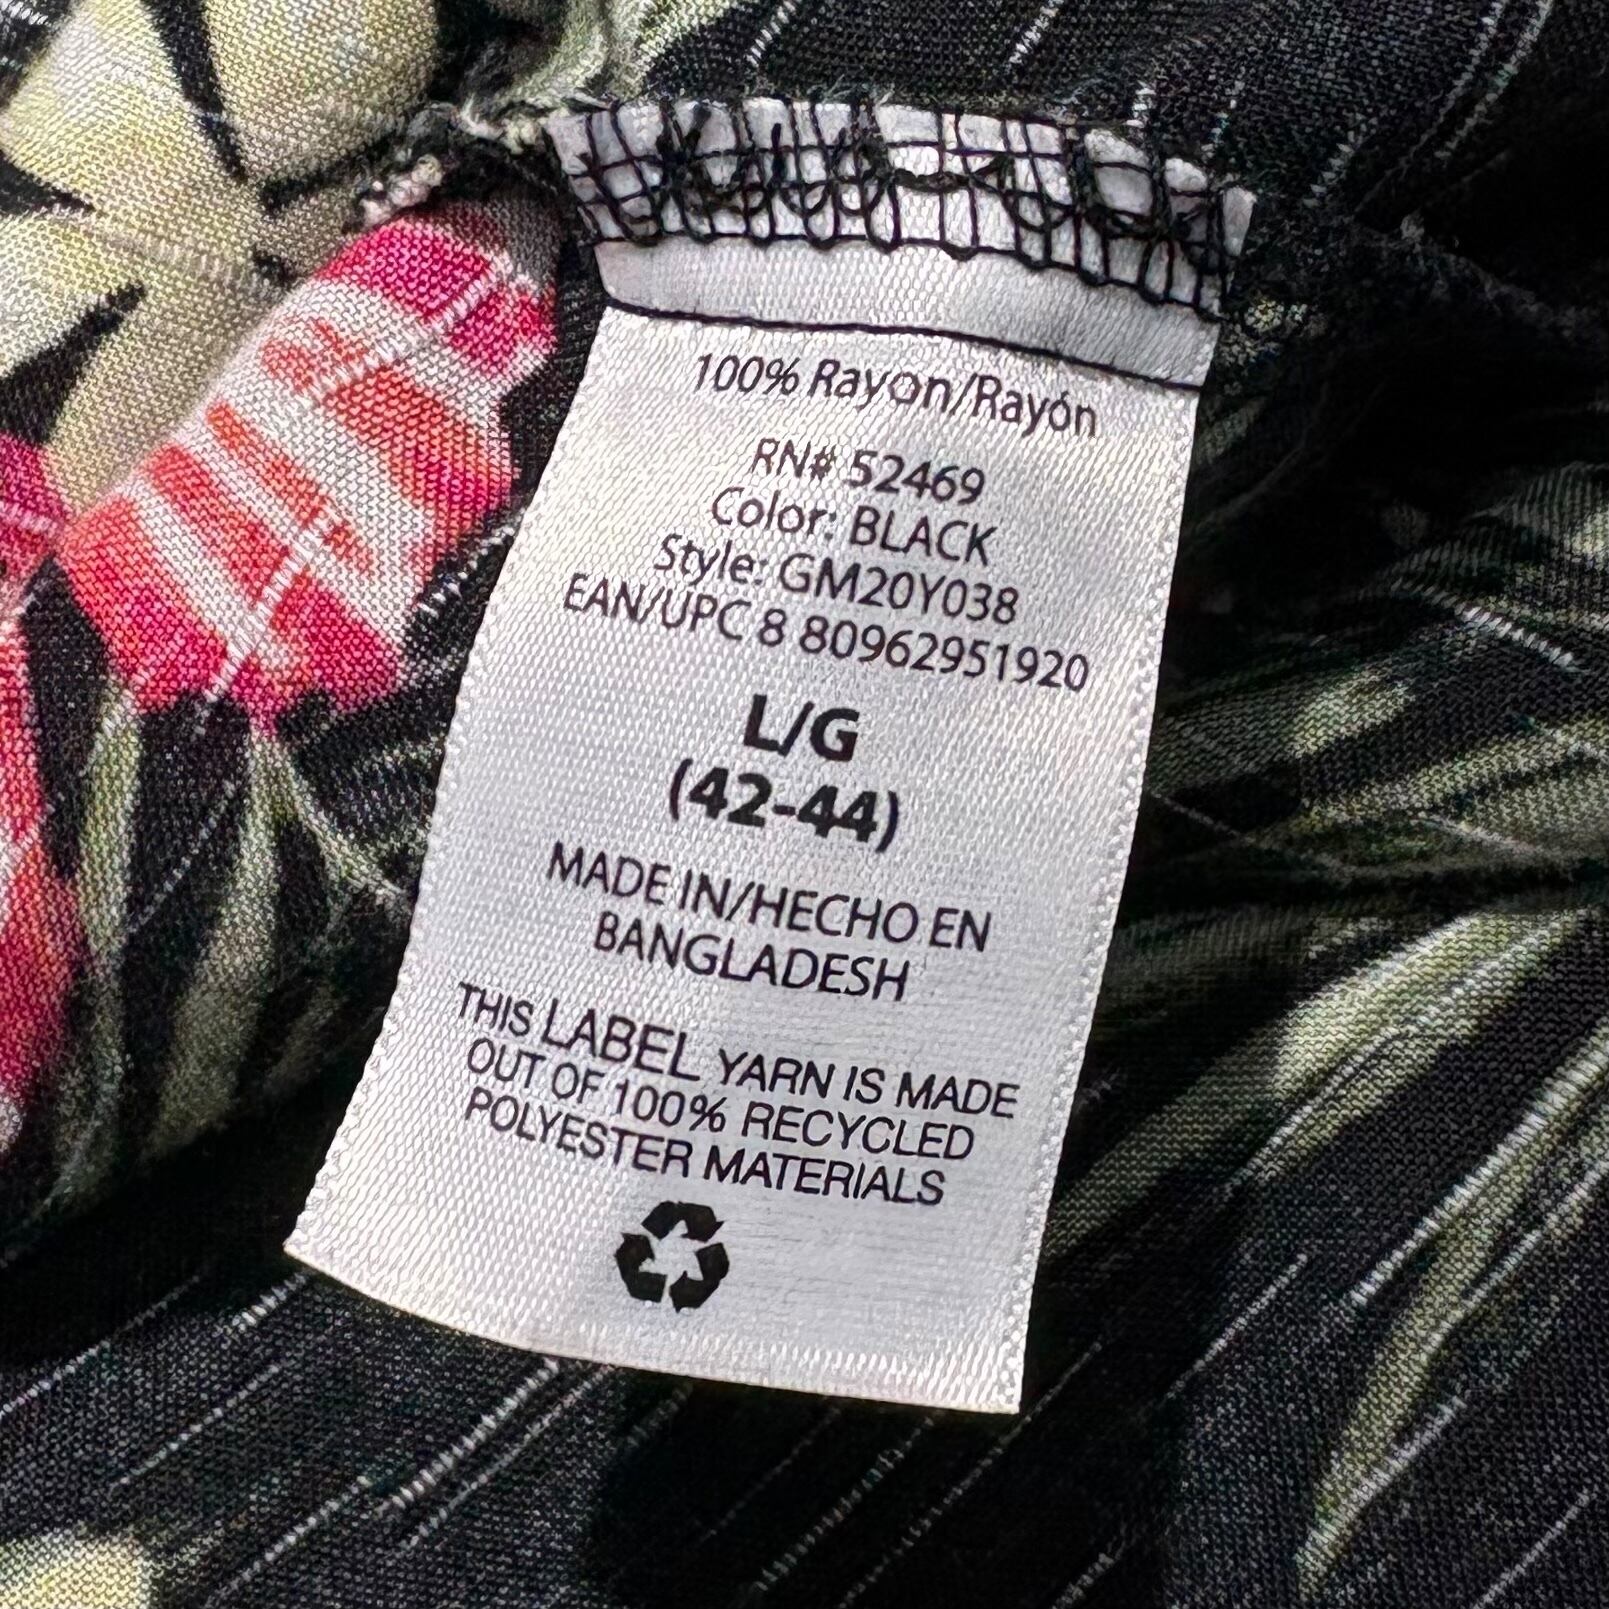 100% Rayon/Rayón
RN# 52469
Color: BLACK
Style: GM20Y038
EAN/UPC 8 80962951920
L/G
(42-44)
MADE IN/HECHO EN
BANGLADESH
THIS LABEL YARN IS MADE
OUT OF 100% RECYCLED
POLYESTER MATERIALS